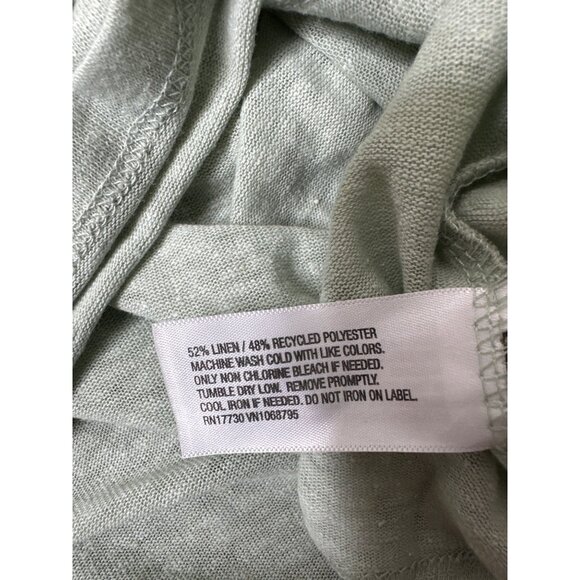 52% LINEN / 48% RECYCLED POLYESTER
MACHINE WASH COLD WITH LIKE COLORS.
ONLY NON CHLORINE BLEACH IF NEEDED.
TUMBLE DRY LOW. REMOVE PROMPTLY.
COOL IRON IF NEEDED. DO NOT IRON ON LABEL.
RN17730 VN1068795